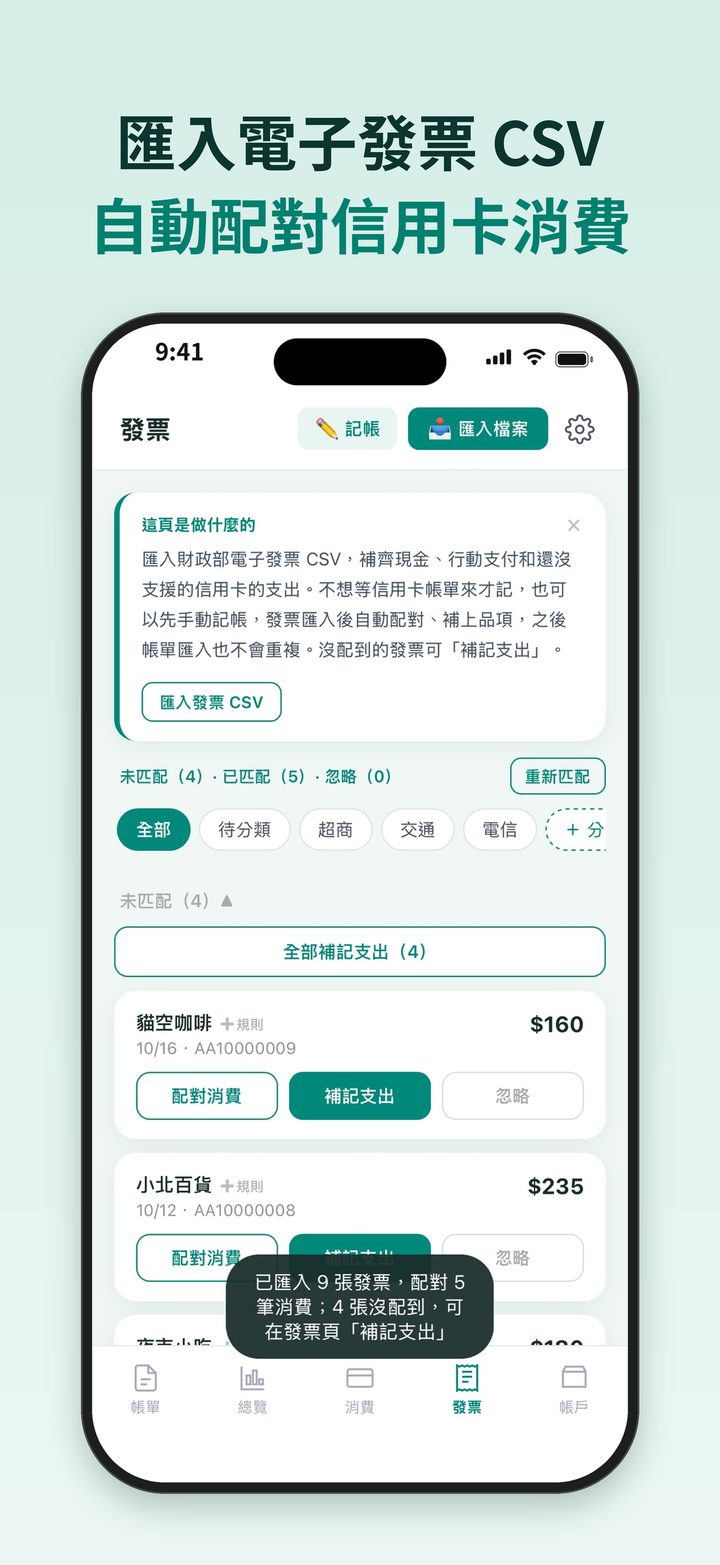 匯入電子發票 CSV
自動配對信用卡消費
9:41
發票
記帳
匯入檔案
這頁是做什麼的
匯入財政部電子發票 CSV，補齊現金、行動支付和還沒
支援的信用卡的支出。不想等信用卡帳單來才記，也可
以先手動記帳，發票匯入後自動配對、補上品項，之後
帳單匯入也不會重複。沒配到的發票可「補記支出」。
匯入發票 CSV
未匹配（4）· 已匹配（5）· 忽略（0）
重新匹配
全部
待分類
超商
交通
電信
+ 分
未匹配（4）▲
全部補記支出（4）
貓空咖啡 +規則
$160
10/16 · AA10000009
配對消費
補記支出
忽略
小北百貨 +規則
$235
10/12 · AA10000008
配對消費
補記支出
忽略
已匯入 9 張發票，配對 5
筆消費；4 張沒配到，可
在發票頁「補記支出」
帳單
總覽
消費
發票
帳戶